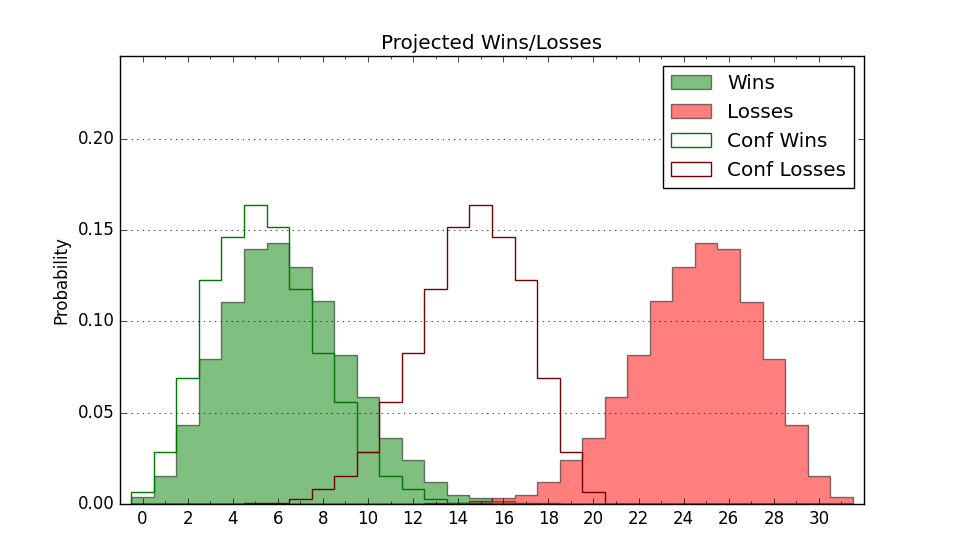 Projected Wins/Losses
Wins
Losses
Conf Wins
Conf Losses
Probability
0.20
0.15
0.10
0.05
0.00
0 2 4 6 8 10 12 14 16 18 20 22 24 26 28 30